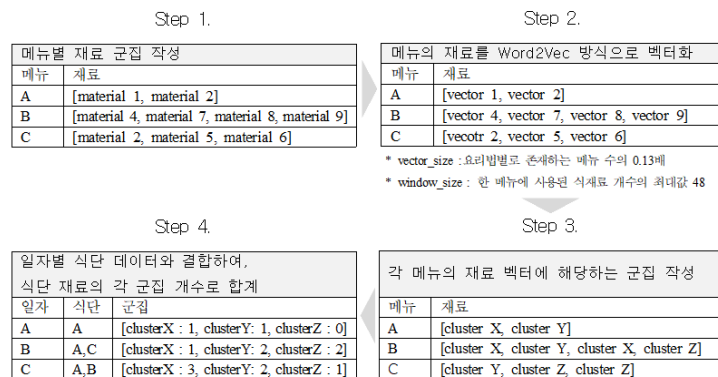 Step 1.
메뉴별 재료 군집 작성
메뉴 재료
A [material 1, material 2]
B [material 4, material 7, material 8, material 9]
C [material 2, material 5, material 6]
Step 2.
메뉴의 재료를 Word2Vec 방식으로 벡터화
메뉴 재료
A [vector 1, vector 2]
B [vector 4, vector 7, vector 8, vector 9]
C [vecotr 2, vector 5, vector 6]
* vector_size : 요리법별로 존재하는 메뉴 수의 0.13배
* window_size : 한 메뉴에 사용된 식재료 개수의 최대값 48
Step 3.
각 메뉴의 재료 벡터에 해당하는 군집 작성
메뉴 재료
A [cluster X, cluster Y]
B [cluster X, cluster Y, cluster X, cluster Z]
C [cluster Y, cluster Z, cluster Z]
Step 4.
일자별 식단 데이터와 결합하여,
식단 재료의 각 군집 개수로 합계
일자 식단 군집
A A [clusterX : 1, clusterY: 1, clusterZ : 0]
B A,C [clusterX : 1, clusterY: 2, clusterZ : 2]
C A,B [clusterX : 3, clusterY: 2, clusterZ : 1]